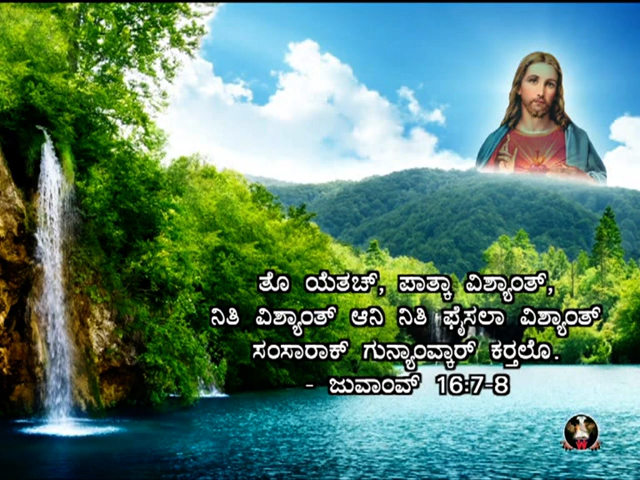 ತೊ ಯೆತಚ್, ಪಾತ್ಕಾ ವಿಶ್ಯಾಂತ್,
ನಿತಿ ವಿಶ್ಯಾಂತ್ ಆನಿ ನಿತಿ ಫೈಸಲಾ ವಿಶ್ಯಾಂತ್
ಸಂಸಾರಾಕ್ ಗುನ್ಯಾಂವ್ಕಾರ್ ಕರ‍್ತಲೊ.
- ಜುವಾಂವ್ 16:7-8
W